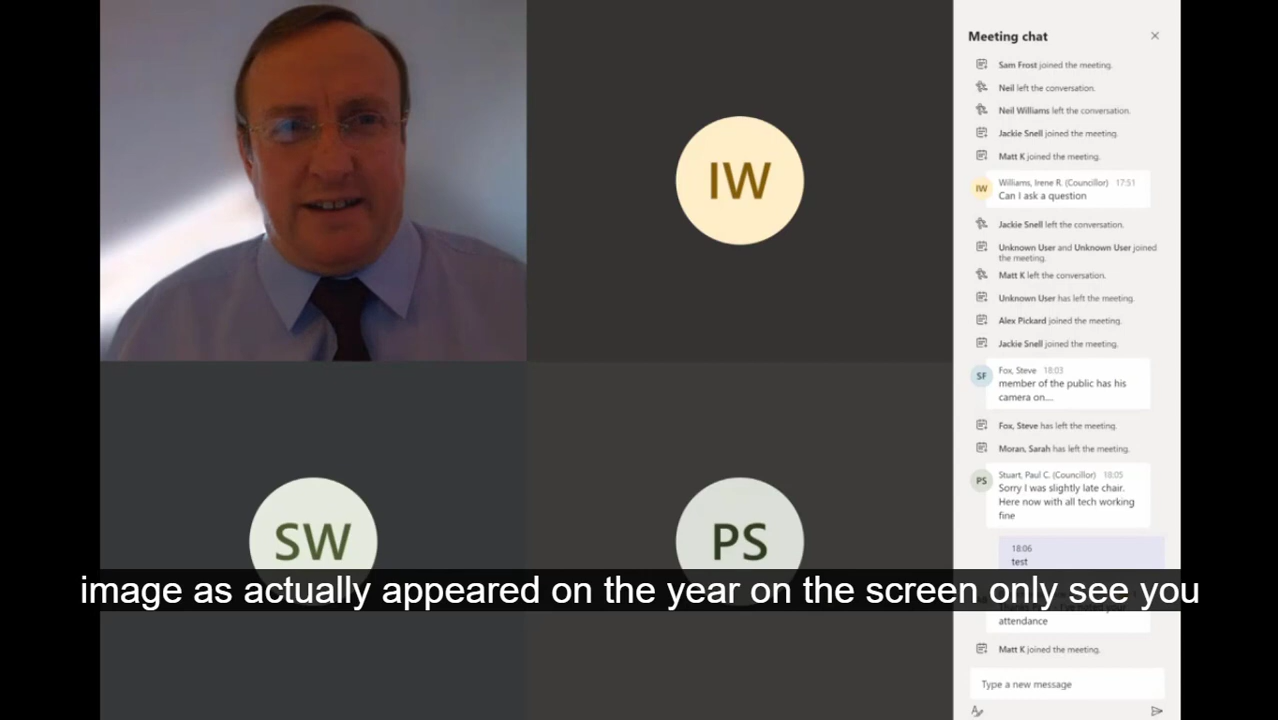 IW
SW
PS
Meeting chat
Sam Frost joined the meeting.
Neil left the conversation.
Neil Williams left the conversation.
Jackie Snell joined the meeting.
Matt K joined the meeting.
IW
Williams, Irene R. (Councillor) 17:51
Can I ask a question
Jackie Snell left the conversation.
Unknown User and Unknown User joined
the meeting.
Matt K left the conversation.
Unknown User has left the meeting.
Alex Pickard joined the meeting.
Jackie Snell joined the meeting.
SF
Fox, Steve 18:03
member of the public has his
camera on....
Fox, Steve has left the meeting.
Moran, Sarah has left the meeting.
PS
Stuart, Paul C. (Councillor) 18:05
Sorry I was slightly late chair.
Here now with all tech working
fine
18:06
test
attendance
Matt K joined the meeting.
Type a new message
image as actually appeared on the year on the screen only see you